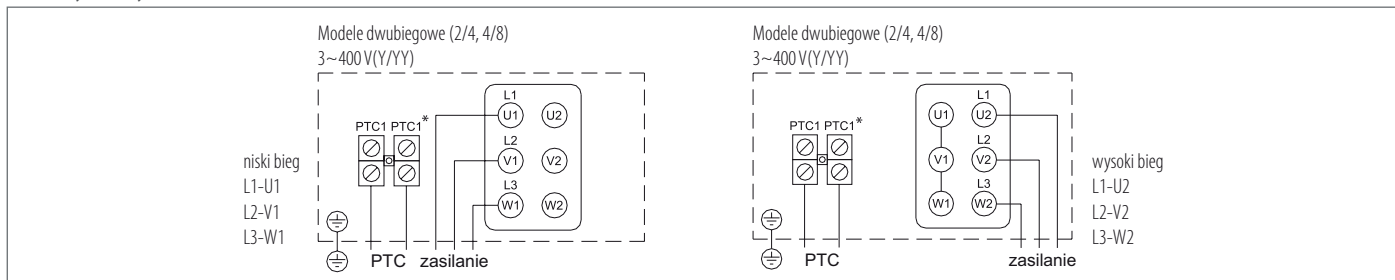 Modele dwubiegowe (2/4, 4/8)
3~400 V(Y/YY)
L1
U1 U2
PTC1 PTC1*
L2
V1 V2
L3
W1 W2
niski bieg
L1-U1
L2-V1
L3-W1
PTC zasilanie
Modele dwubiegowe (2/4, 4/8)
3~400 V(Y/YY)
L1
U1 U2
PTC1 PTC1*
L2
V1 V2
L3
W1 W2
wysoki bieg
L1-U2
L2-V2
L3-W2
PTC zasilanie